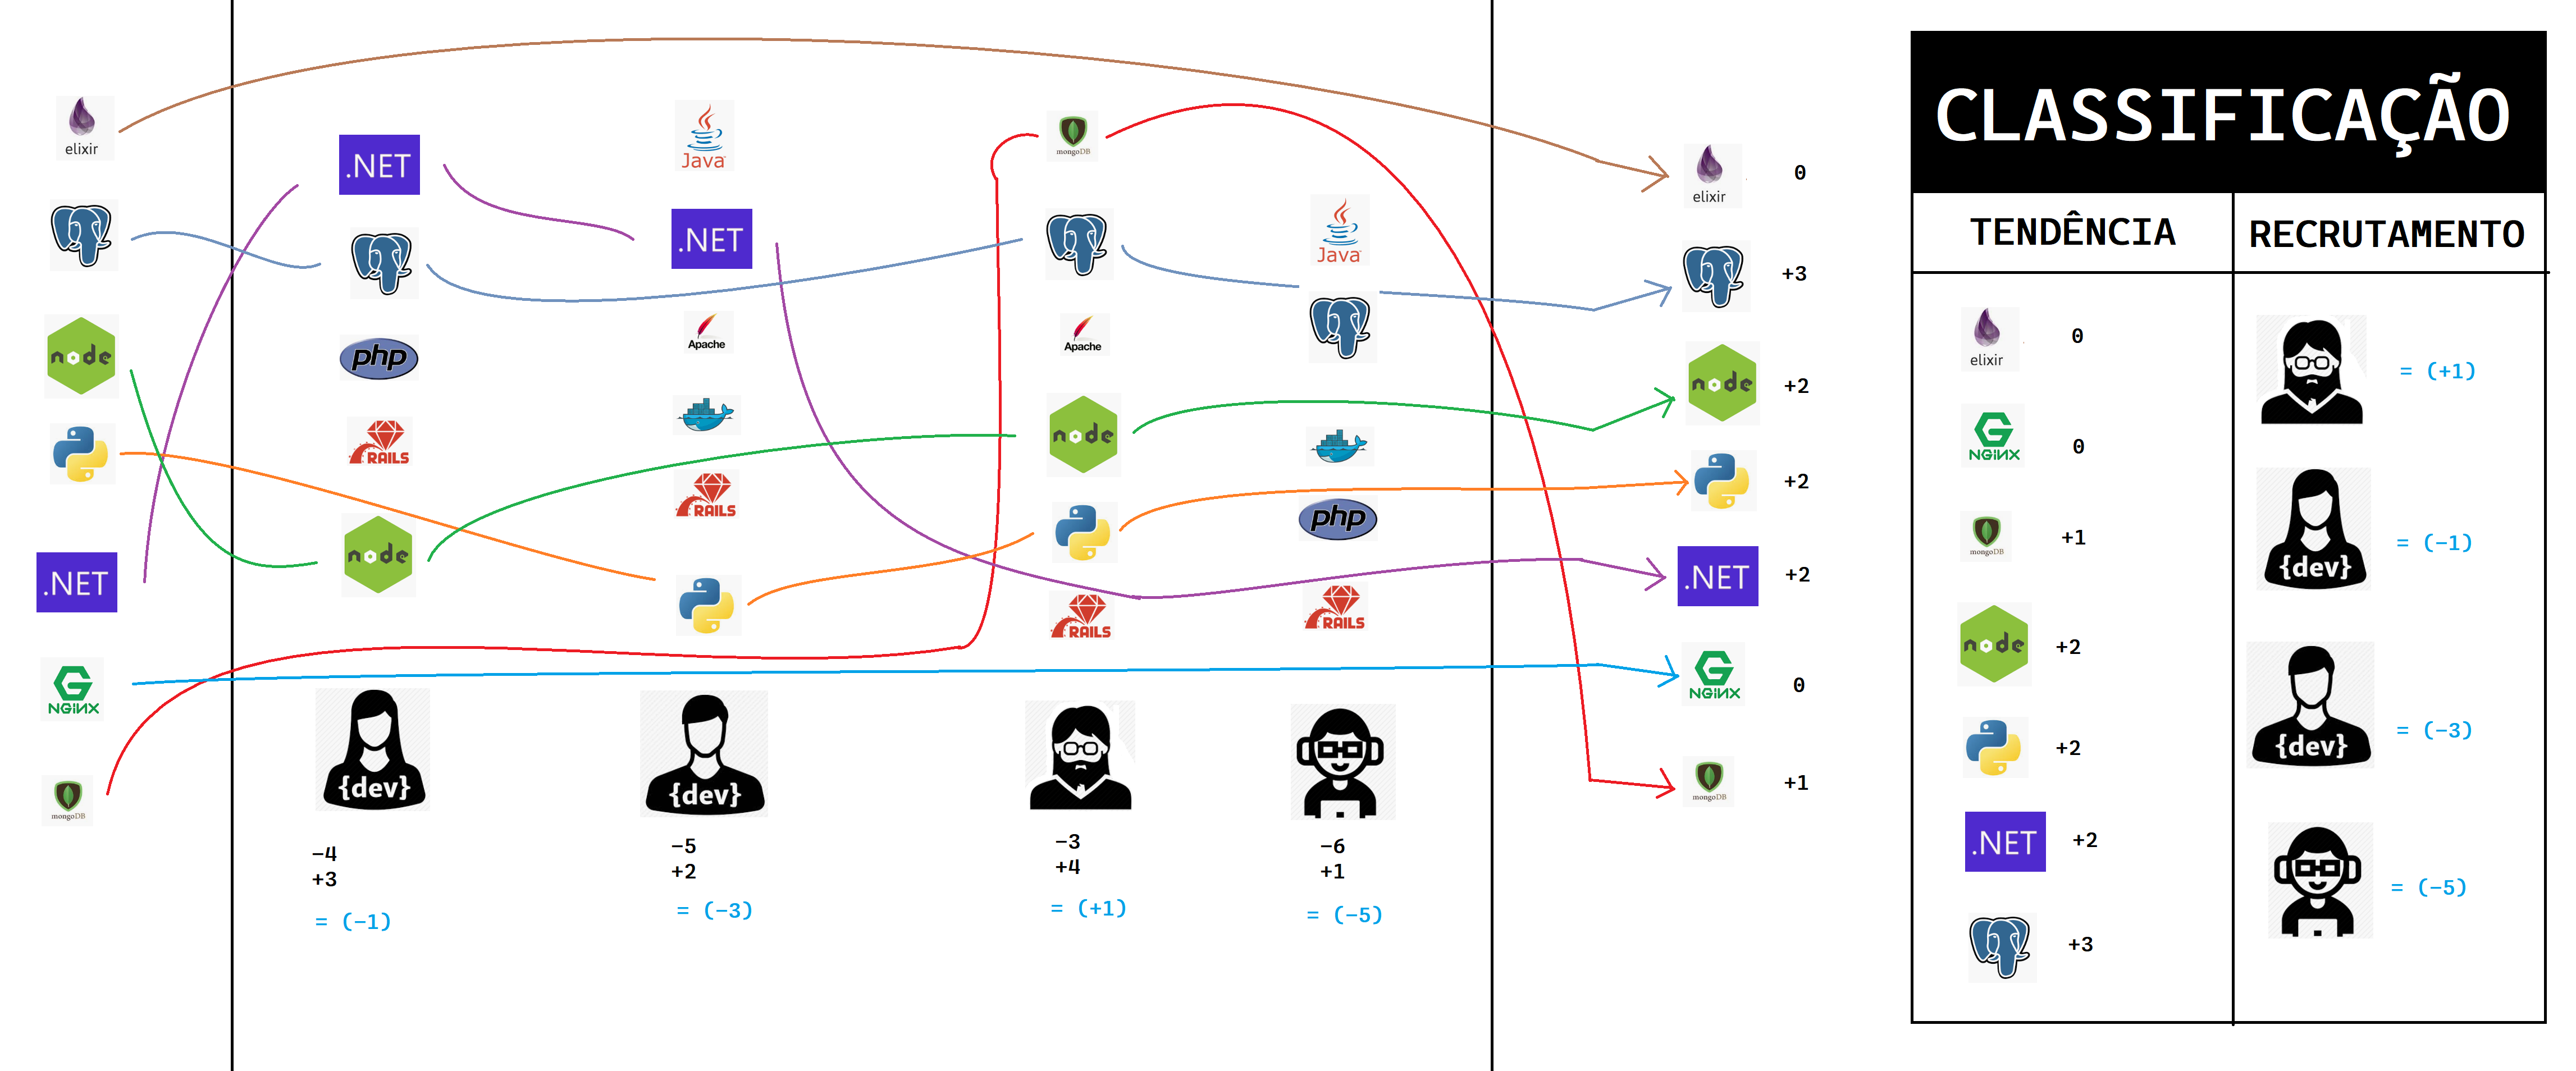 elixir
node
.NET
NGiNX
mongoDB
.NET
php
RAILS
node
{dev}
-4
+3
= (-1)
Java
.NET
Apache
RAILS
{dev}
-5
+2
= (-3)
mongoDB
Apache
node
RAILS
-3
+4
= (+1)
Java
php
RAILS
-6
+1
= (-5)
elixir 0
+3
node +2
+2
.NET +2
NGiNX 0
mongoDB +1
CLASSIFICAÇÃO
TENDÊNCIA
elixir 0
NGiNX 0
mongoDB +1
node +2
+2
.NET +2
+3
RECRUTAMENTO
= (+1)
{dev} = (-1)
{dev} = (-3)
= (-5)